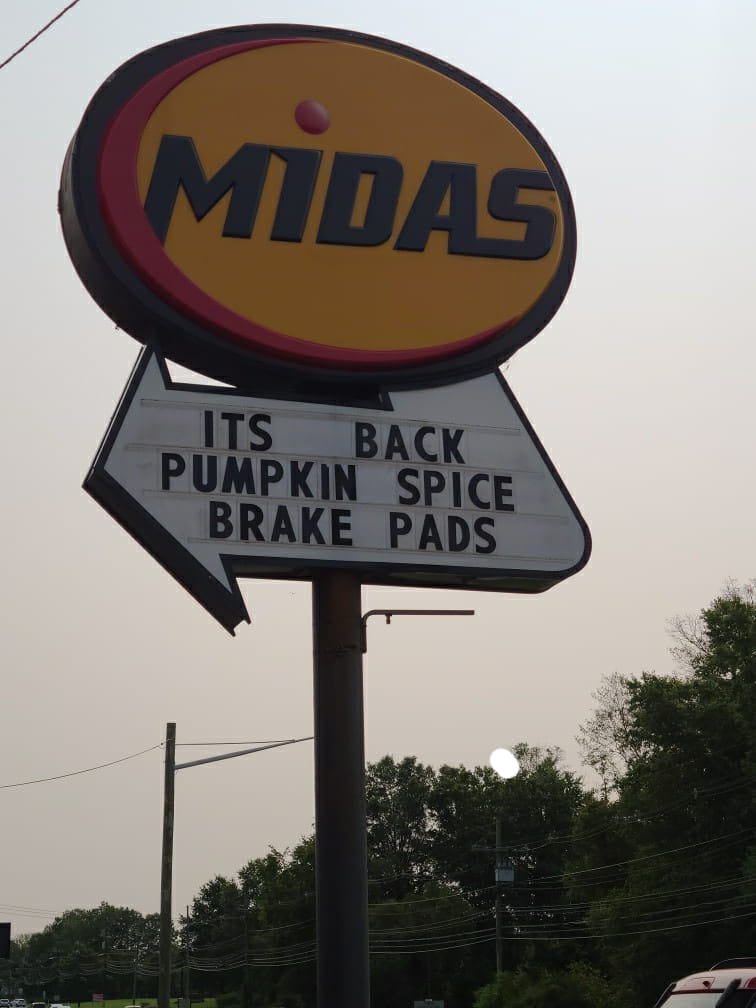 MIDAS
ITS BACK
PUMPKIN SPICE
BRAKE PADS